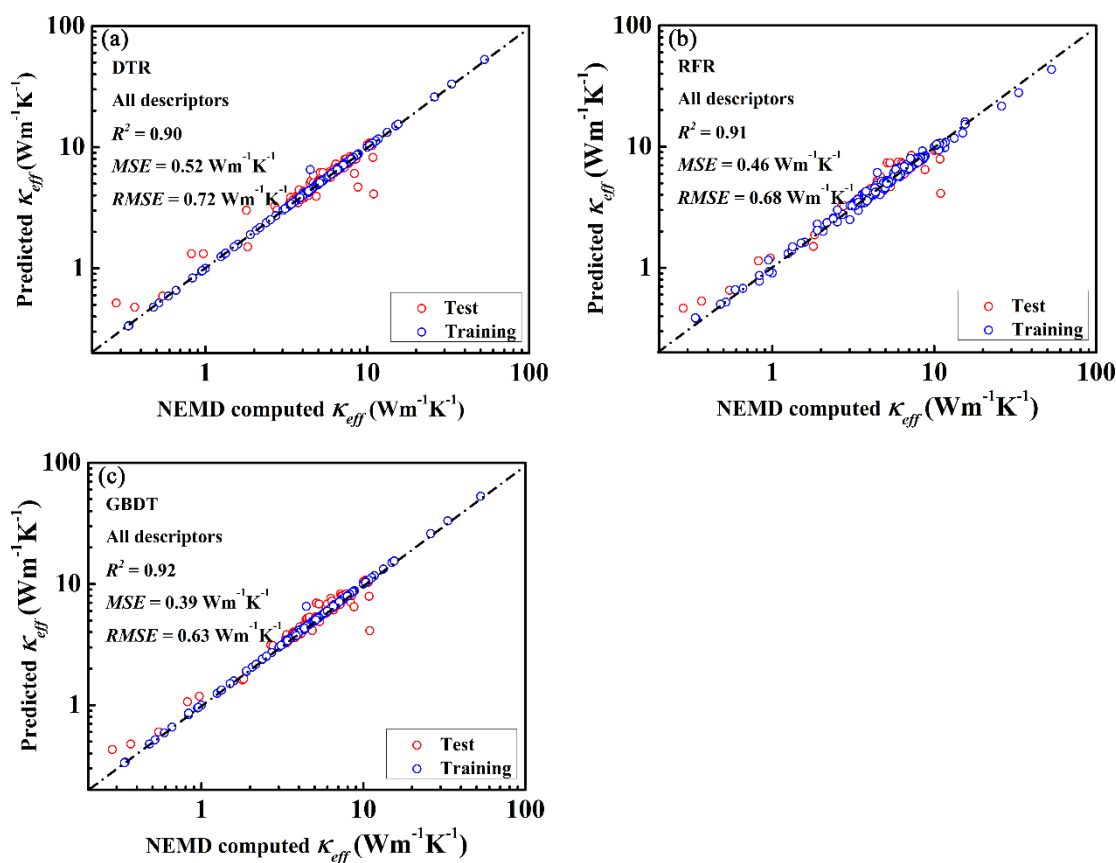 (a)
DTR
All descriptors
R² = 0.90
MSE = 0.52 Wm⁻¹K⁻¹
RMSE = 0.72 Wm⁻¹K⁻¹
Test
Training
100
10
1
1
10
100
Predicted κeff (Wm⁻¹K⁻¹)
NEMD computed κeff (Wm⁻¹K⁻¹)
(b)
RFR
All descriptors
R² = 0.91
MSE = 0.46 Wm⁻¹K⁻¹
RMSE = 0.68 Wm⁻¹K⁻¹
Test
Training
100
10
1
1
10
100
Predicted κeff (Wm⁻¹K⁻¹)
NEMD computed κeff (Wm⁻¹K⁻¹)
(c)
GBDT
All descriptors
R² = 0.92
MSE = 0.39 Wm⁻¹K⁻¹
RMSE = 0.63 Wm⁻¹K⁻¹
Test
Training
100
10
1
1
10
100
Predicted κeff (Wm⁻¹K⁻¹)
NEMD computed κeff (Wm⁻¹K⁻¹)